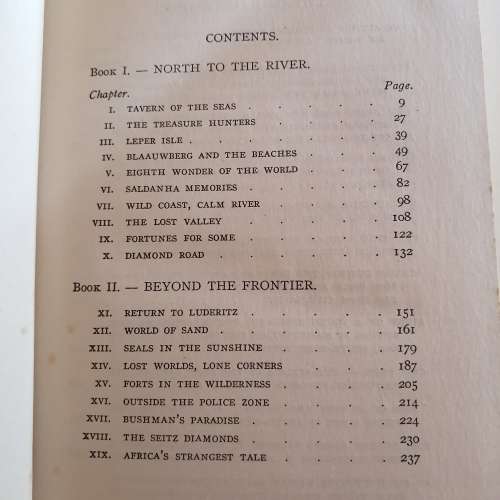 CONTENTS.
Book I. — NORTH TO THE RIVER.
Chapter. Page.
I. TAVERN OF THE SEAS . . . . 9
II. THE TREASURE HUNTERS . . . . 27
III. LEPER ISLE . . . . . 39
IV. BLAAUWBERG AND THE BEACHES . . . 49
V. EIGHTH WONDER OF THE WORLD . . . 67
VI. SALDANHA MEMORIES . . . . 82
VII. WILD COAST, CALM RIVER . . . . 98
VIII. THE LOST VALLEY . . . . 108
IX. FORTUNES FOR SOME . . . . 122
X. DIAMOND ROAD . . . . . 132
Book II. — BEYOND THE FRONTIER.
XI. RETURN TO LUDERITZ . . . . 151
XII. WORLD OF SAND . . . . . 161
XIII. SEALS IN THE SUNSHINE . . . . 179
XIV. LOST WORLDS, LONE CORNERS . . . 187
XV. FORTS IN THE WILDERNESS . . . . 205
XVI. OUTSIDE THE POLICE ZONE . . . . 214
XVII. BUSHMAN'S PARADISE . . . . . 224
XVIII. THE SEITZ DIAMONDS . . . . . 230
XIX. AFRICA'S STRANGEST TALE . . . . 237